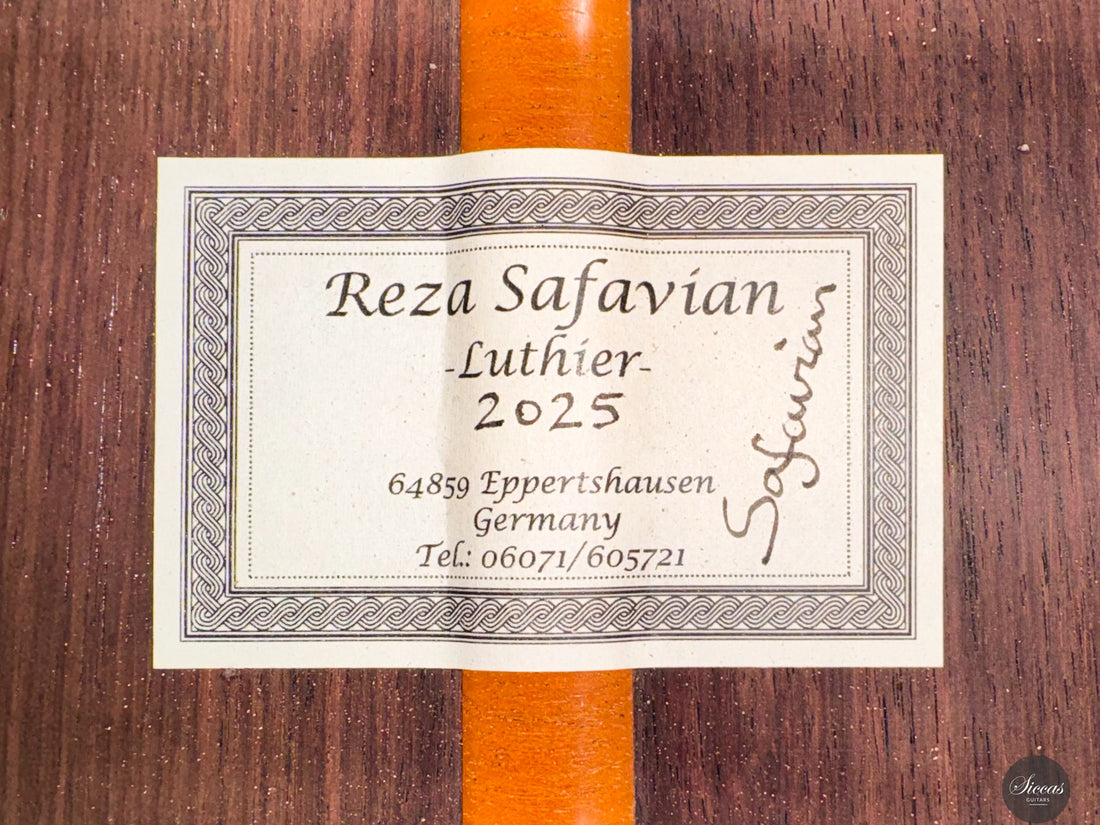 Reza Safavian
-Luthier-
2025
64859 Eppertshausen
Germany
Tel.: 06071/605721
Safavian
Siccas
GUITARS